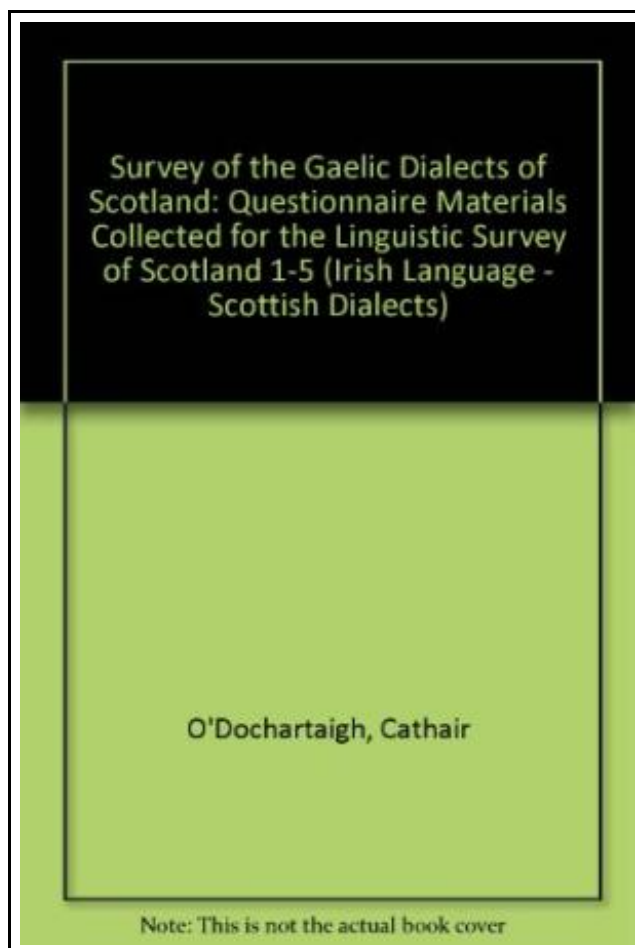 Survey of the Gaelic Dialects of
Scotland: Questionnaire Materials
Collected for the Linguistic Survey
of Scotland 1-5 (Irish Language -
Scottish Dialects)
O'Dochartaigh, Cathair
Note: This is not the actual book cover